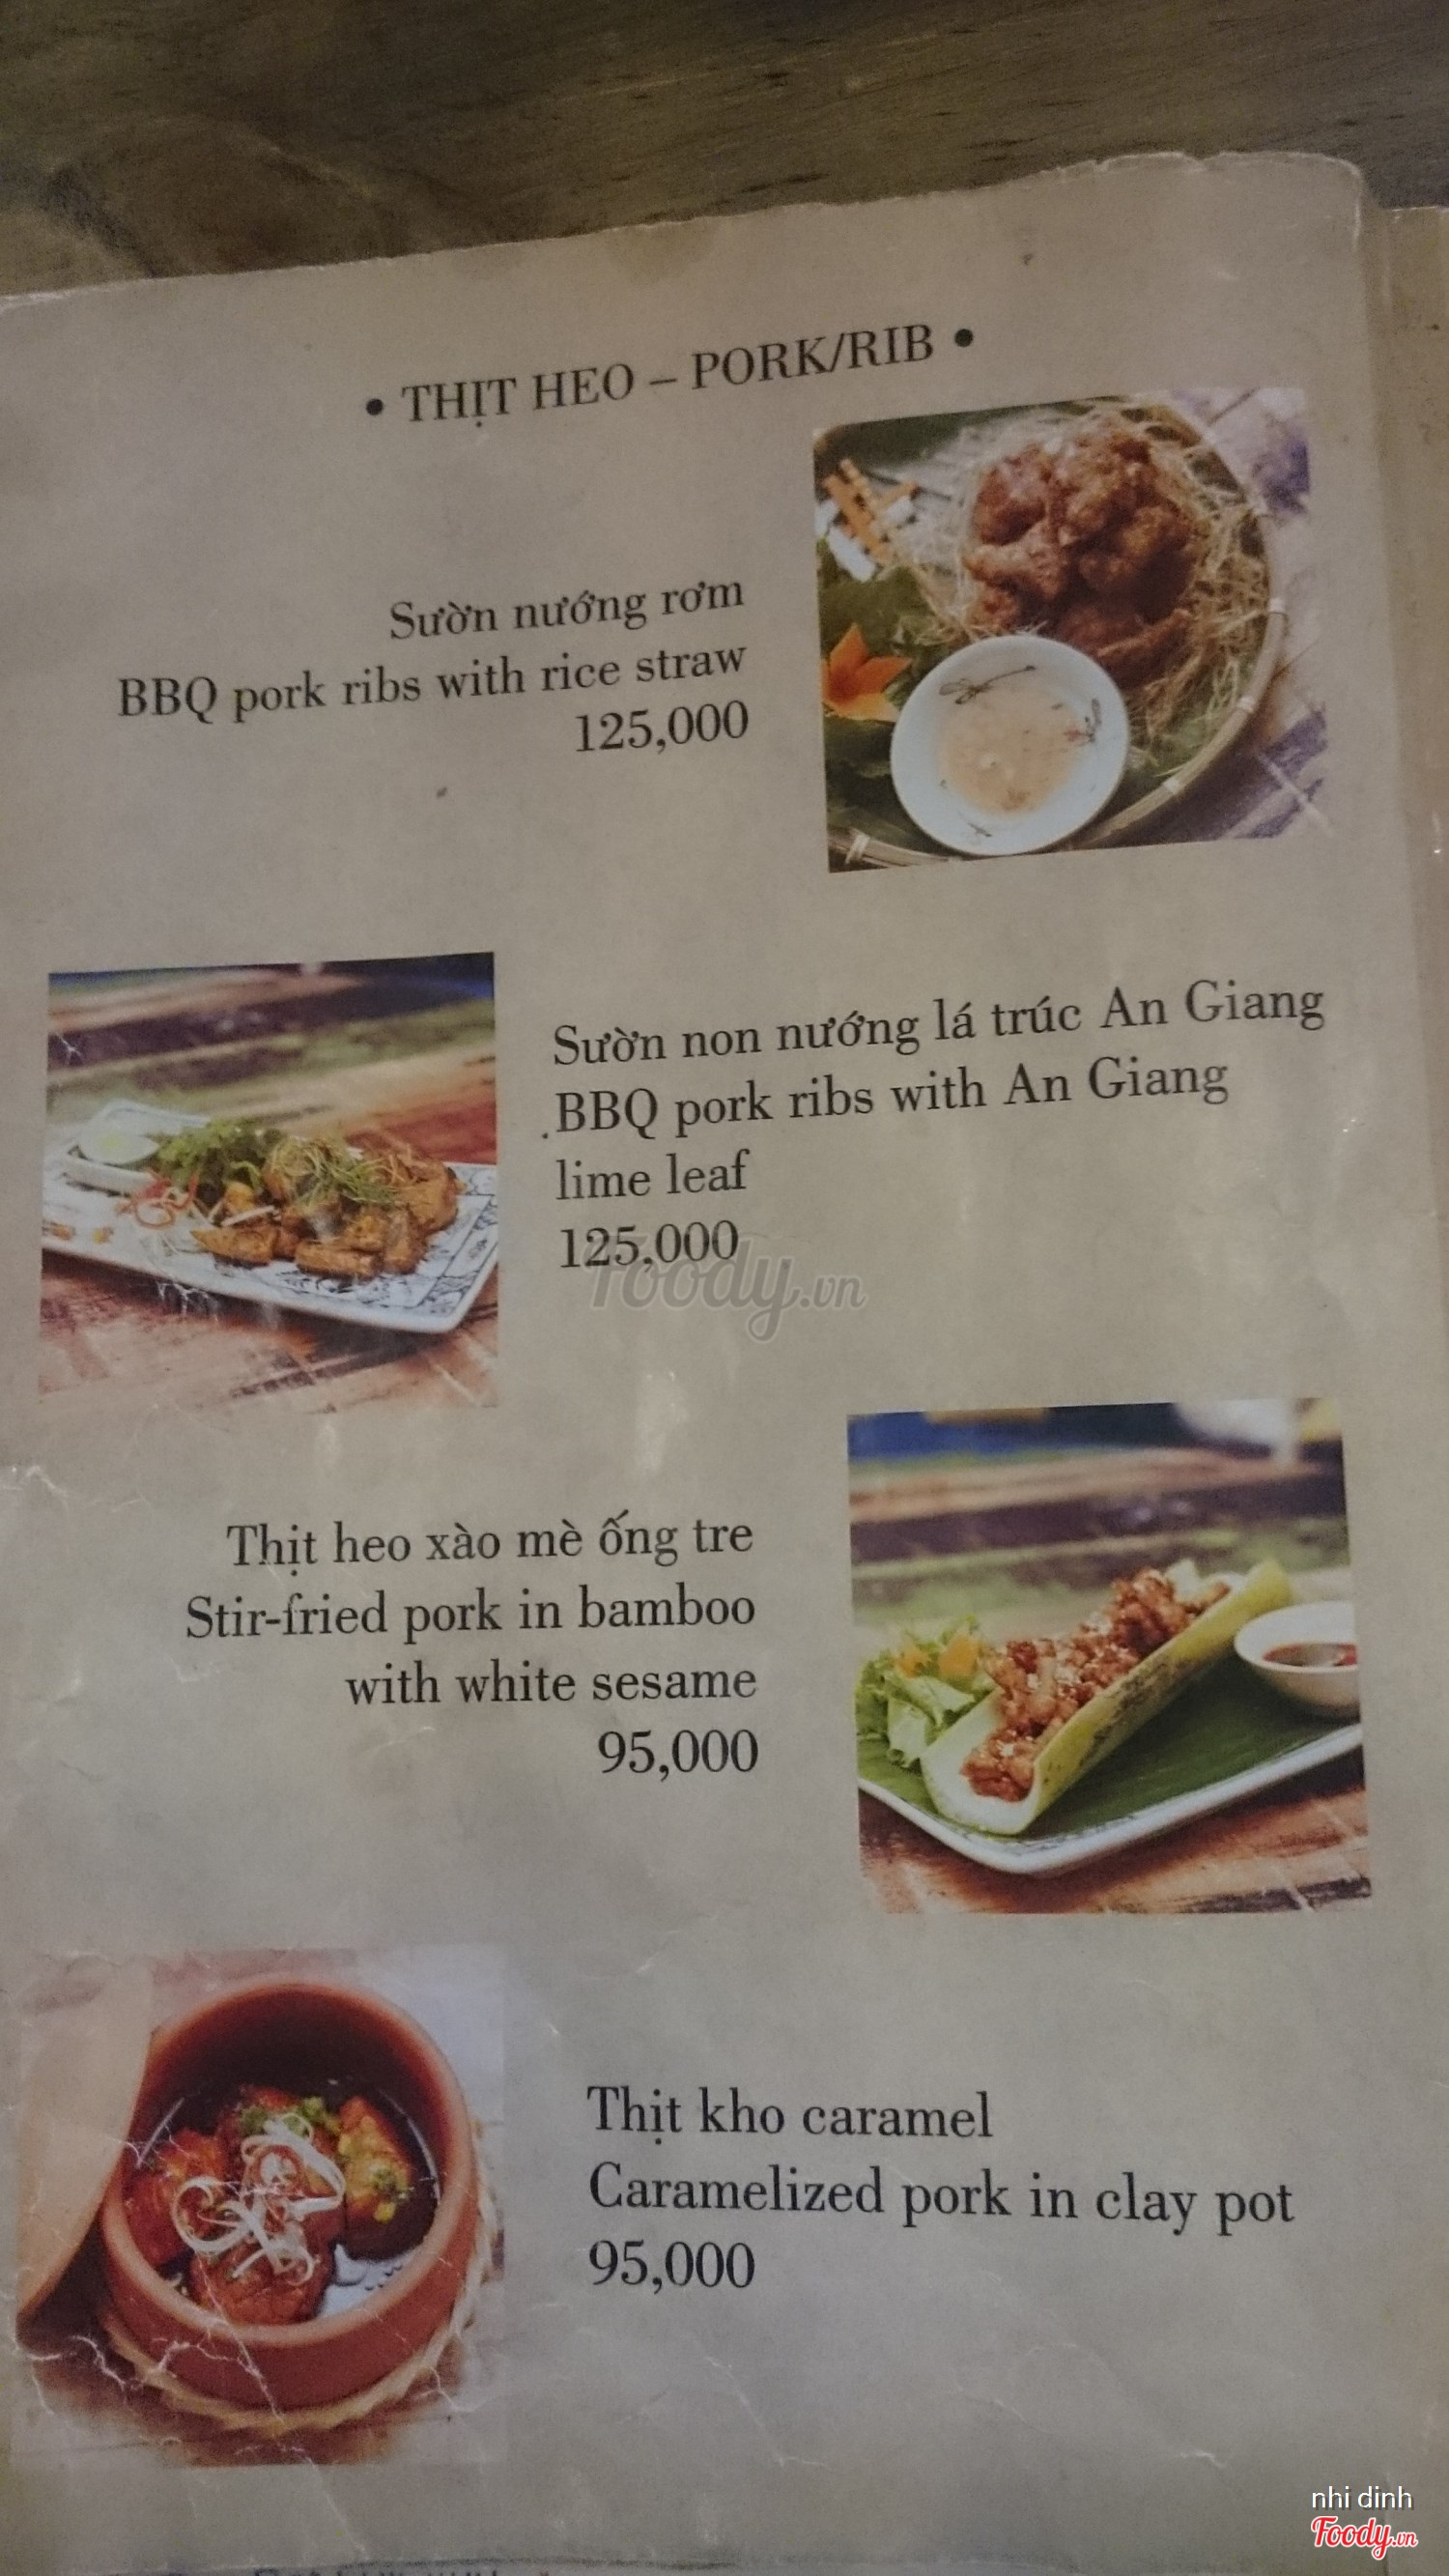 • THỊT HEO – PORK/RIB •
Sườn nướng rơm
BBQ pork ribs with rice straw
125,000
Sườn non nướng lá trúc An Giang
BBQ pork ribs with An Giang
lime leaf
125,000
Foody.vn
Thịt heo xào mè ống tre
Stir-fried pork in bamboo
with white sesame
95,000
Thịt kho caramel
Caramelized pork in clay pot
95,000
nhi dinh
Foody.vn